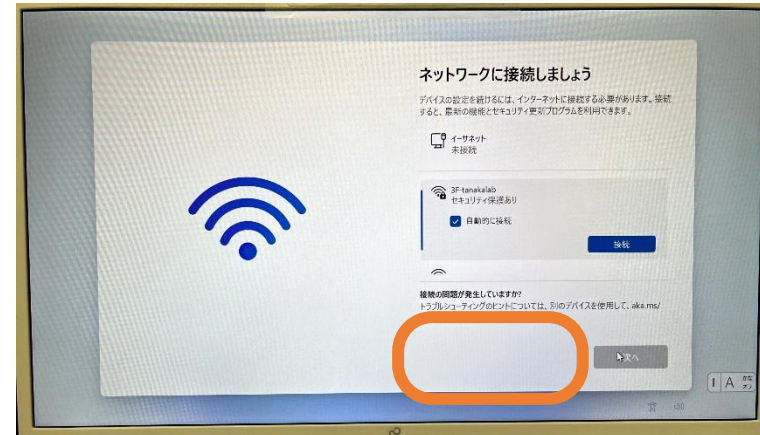 ネットワークに接続しましょう
デバイスの設定を続けるには、インターネットに接続する必要があります。接続
すると、最新の機能とセキュリティ更新プログラムを利用できます。
イーサネット
未接続
3F-tanakalab
セキュリティ保護あり
自動的に接続
接続
接続の問題が発生していますか?
トラブルシューティングのヒントについては、別のデバイスを使用して、aka.ms/
次へ
A